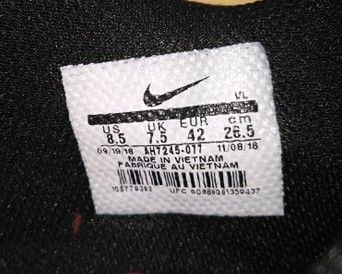 VL
US UK EUR cm
8.5 7.5 42 26.5
09/19/18 AH7245-077 11/08/18
MADE IN VIETNAM
FABRIQUE AU VIETNAM
UPC